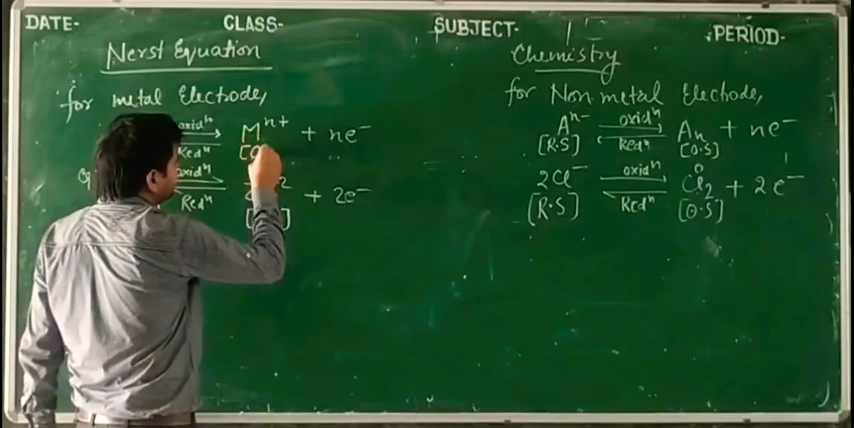 DATE- CLASS- SUBJECT- PERIOD-
Nerst Equation
for metal Electrode,
oxidⁿ
Mⁿ⁺ + ne⁻
Redⁿ
oxidⁿ
+ 2e⁻
Redⁿ
Chemistry
for Non-metal Electrode,
Aⁿ⁻ oxidⁿ Aₙ + ne⁻
[R.S] Redⁿ [O.S]
2Cl⁻ oxidⁿ Cl₂ + 2e⁻
[R.S] Redⁿ [O.S]